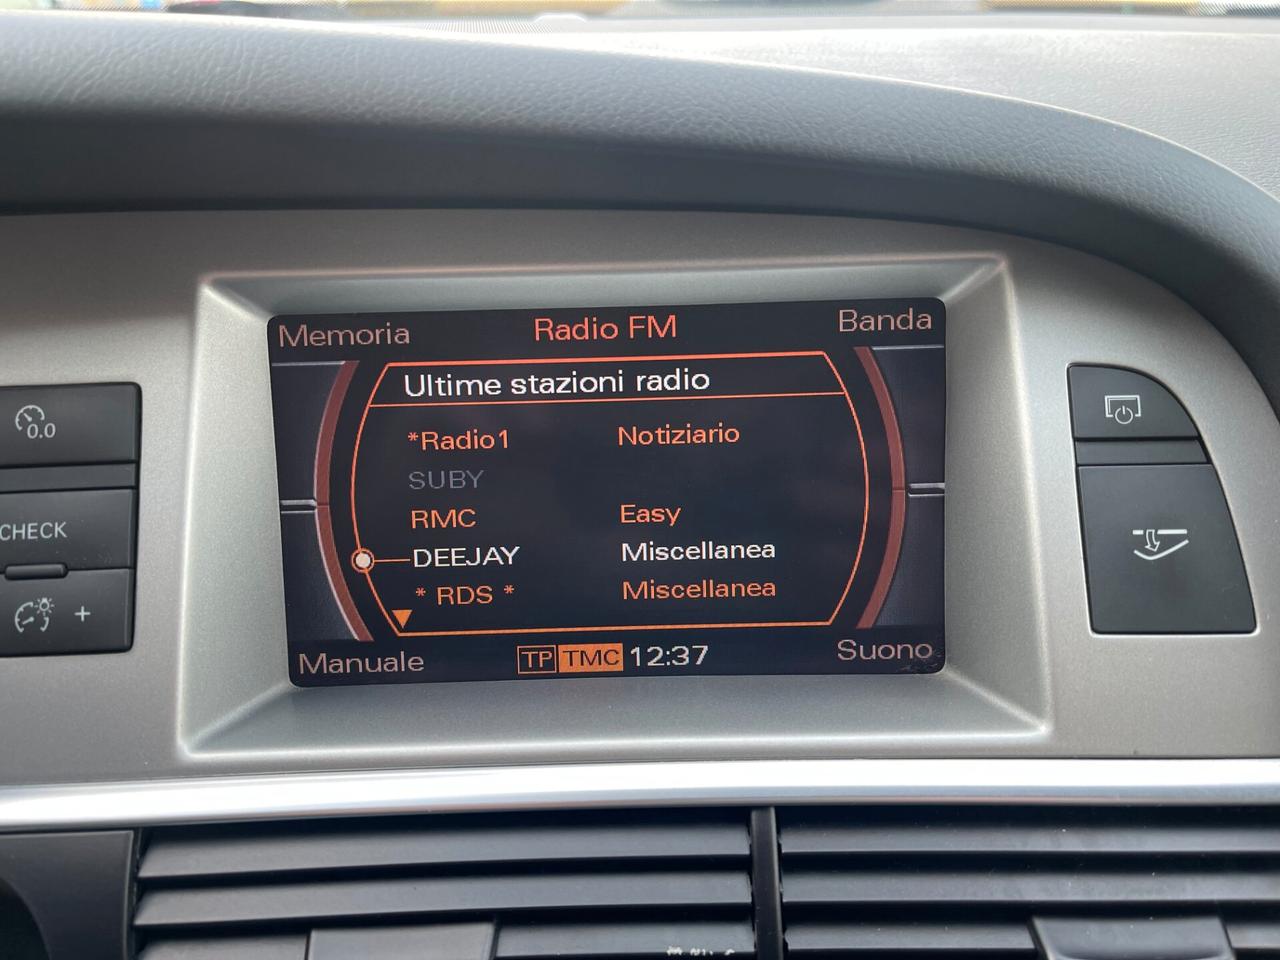 Memoria Radio FM Banda
Ultime stazioni radio
*Radio1 Notiziario
SUBY
RMC Easy
DEEJAY Miscellanea
* RDS * Miscellanea
Manuale TP TMC 12:37 Suono
0.0
CHECK
+